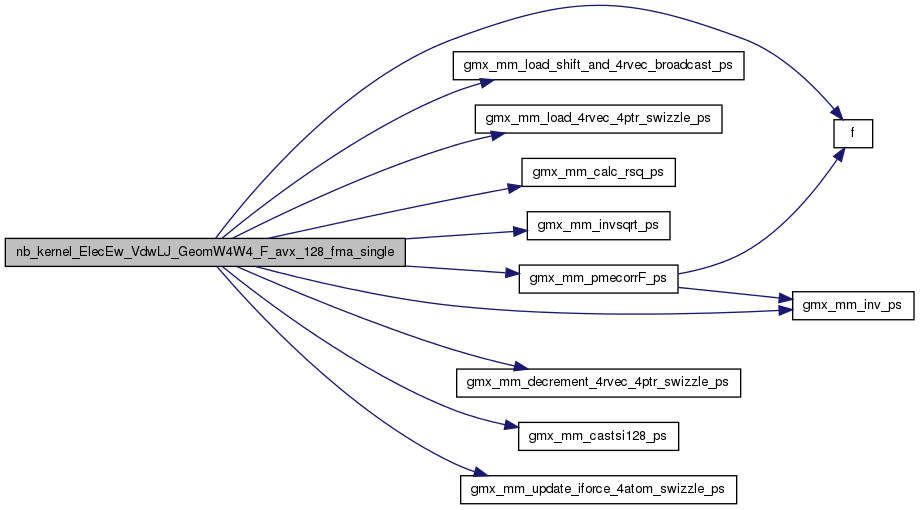 gmx_mm_load_shift_and_4rvec_broadcast_ps
gmx_mm_load_4rvec_4ptr_swizzle_ps
f
gmx_mm_calc_rsq_ps
gmx_mm_invsqrt_ps
nb_kernel_ElecEw_VdwLJ_GeomW4W4_F_avx_128_fma_single
gmx_mm_pmecorrF_ps
gmx_mm_inv_ps
gmx_mm_decrement_4rvec_4ptr_swizzle_ps
gmx_mm_castsi128_ps
gmx_mm_update_iforce_4atom_swizzle_ps